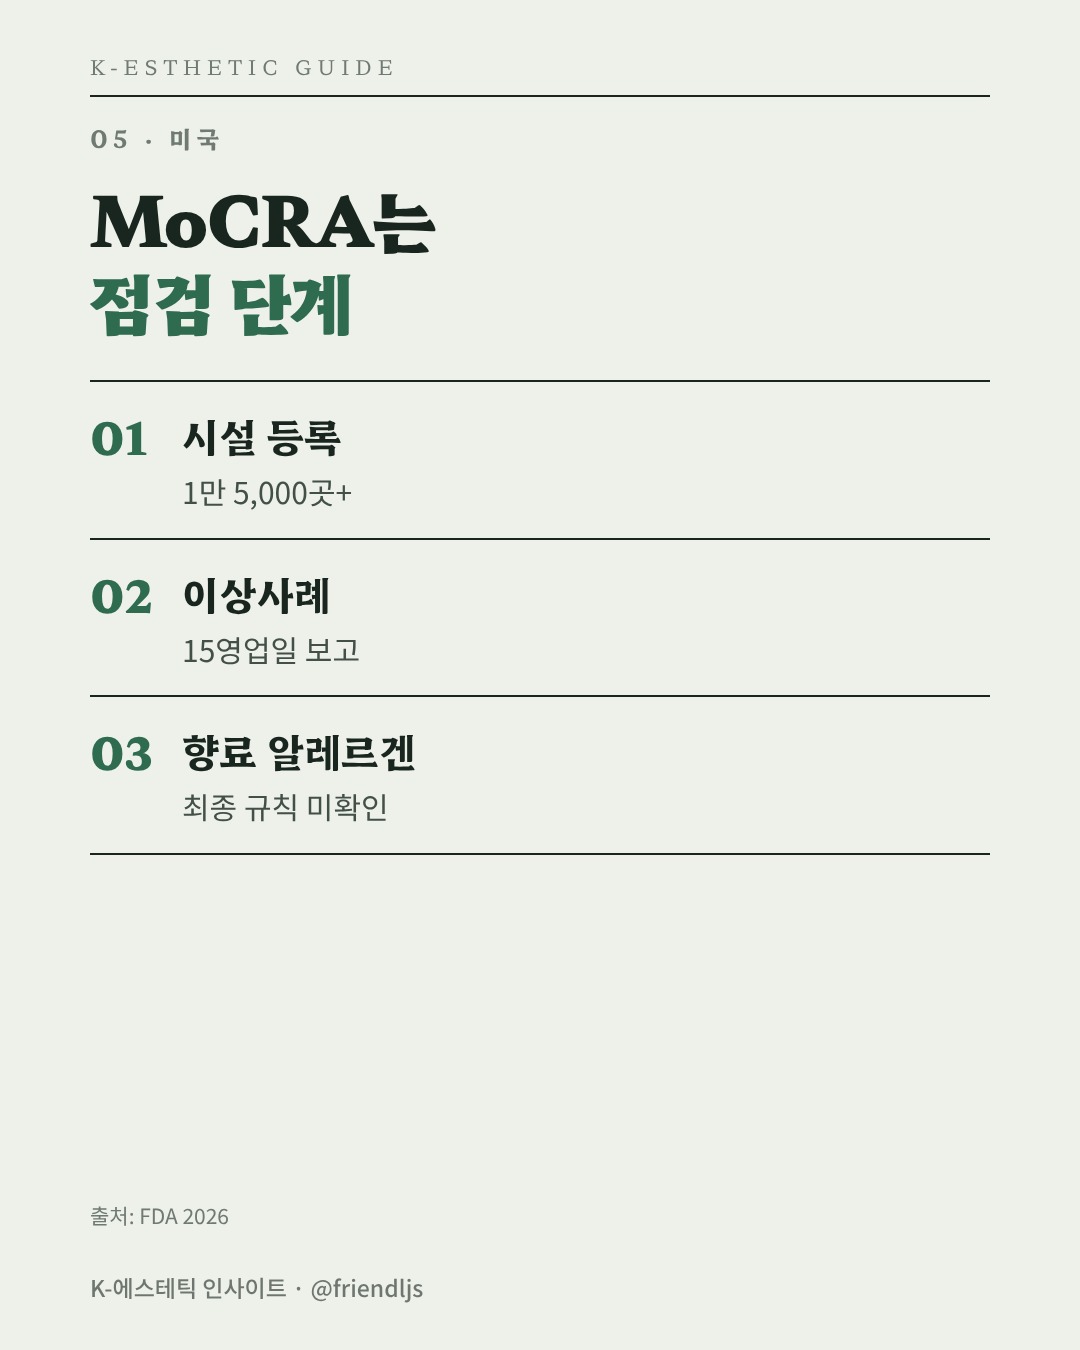 K-ESTHETIC GUIDE
05 · 미국
MoCRA는
점검 단계
01 시설 등록
1만 5,000곳+
02 이상사례
15영업일 보고
03 향료 알레르겐
최종 규칙 미확인
출처: FDA 2026
K-에스테틱 인사이트 · @friendljs